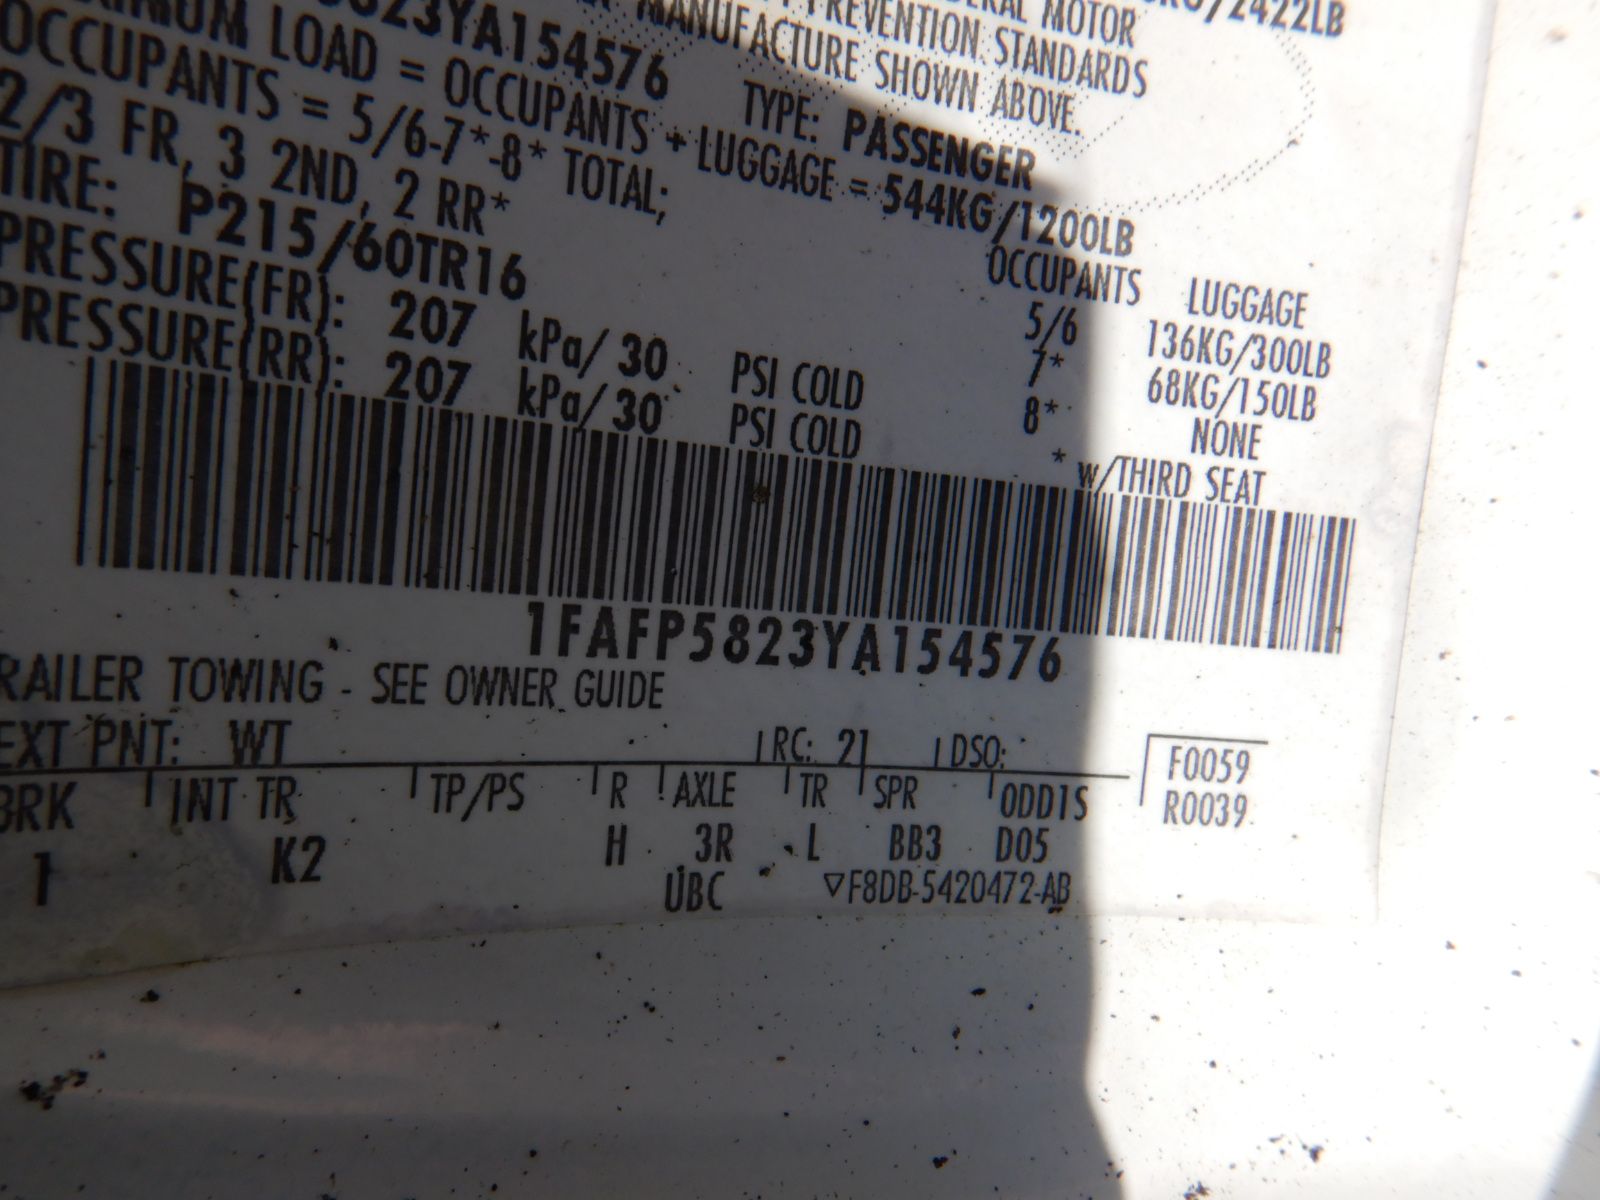 /2422LB
MOTOR
PREVENTION STANDARDS
MANUFACTURE SHOWN ABOVE.
823YA154576 TYPE: PASSENGER
LOAD = OCCUPANTS + LUGGAGE = 544KG/1200LB
OCCUPANTS = 5/6-7*-8* TOTAL;
2/3 FR, 3 2ND, 2 RR*
OCCUPANTS LUGGAGE
TIRE: P215/60TR16 5/6 136KG/300LB
PRESSURE(FR): 207 kPa/ 30 PSI COLD 7* 68KG/150LB
PRESSURE(RR): 207 kPa/ 30 PSI COLD 8* NONE
* w/THIRD SEAT
1FAFP5823YA154576
RAILER TOWING - SEE OWNER GUIDE
EXT PNT: WT RC: 21 DSO: F0059
BRK INT TR TP/PS R AXLE TR SPR ODD1S R0039
1 K2 H 3R L BB3 D05
UBC ▽F8DB-5420472-AB